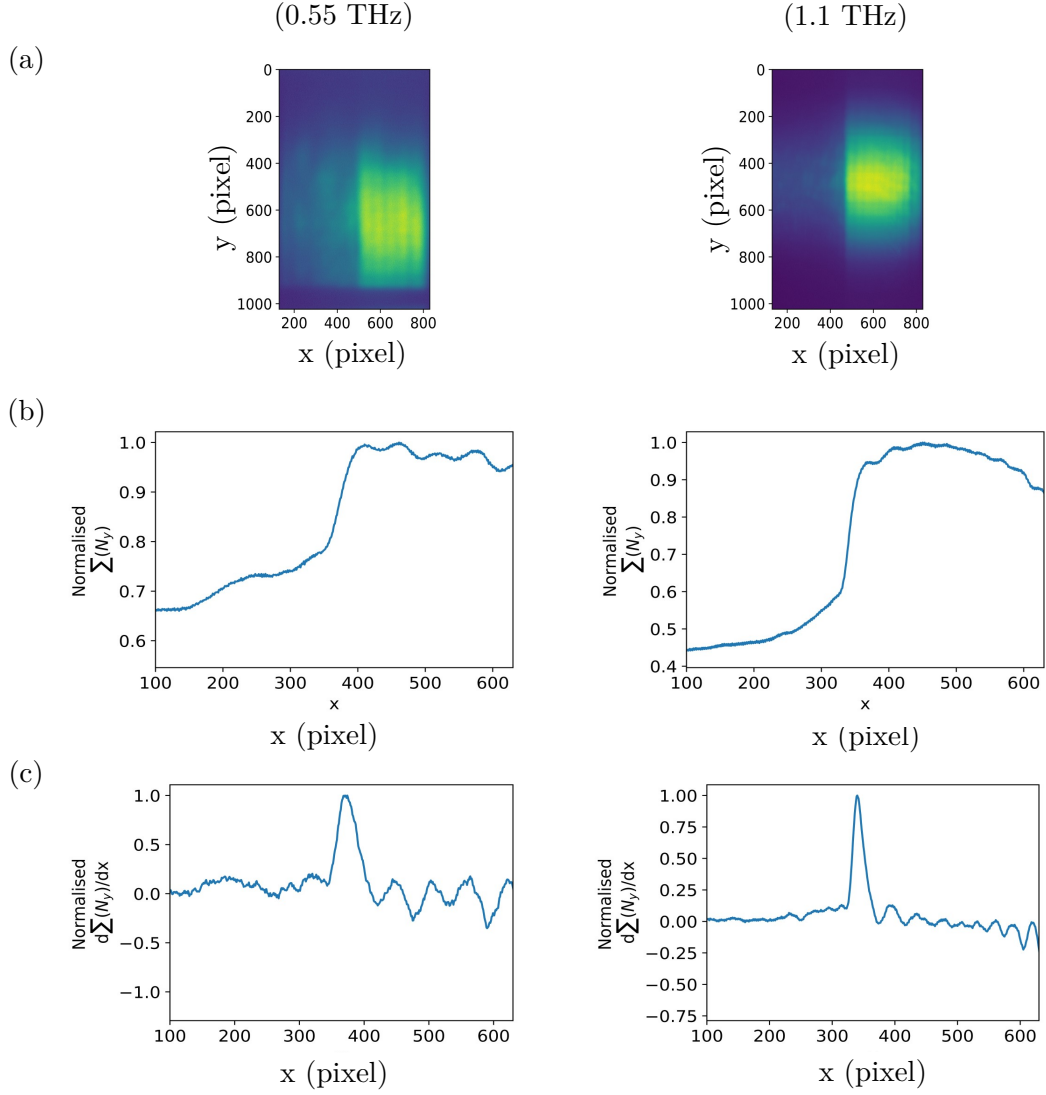 (0.55 THz) (1.1 THz)
(a)
0 0
200 200
400 400
600 600
800 800
1000 1000
y (pixel) y (pixel)
200 400 600 800 200 400 600 800
x (pixel) x (pixel)
(b)
1.0 1.0
0.9 0.9
0.8 0.8
0.7 0.7
0.6 0.6
0.5
0.4
Normalised Normalised
∑(N_y) ∑(N_y)
100 200 300 400 500 600 100 200 300 400 500 600
x x
x (pixel) x (pixel)
(c)
1.0 1.00
0.5 0.75
0.0 0.50
−0.5 0.25
−1.0 0.00
−0.25
−0.50
−0.75
Normalised Normalised
d∑(N_y)/dx d∑(N_y)/dx
100 200 300 400 500 600 100 200 300 400 500 600
x (pixel) x (pixel)